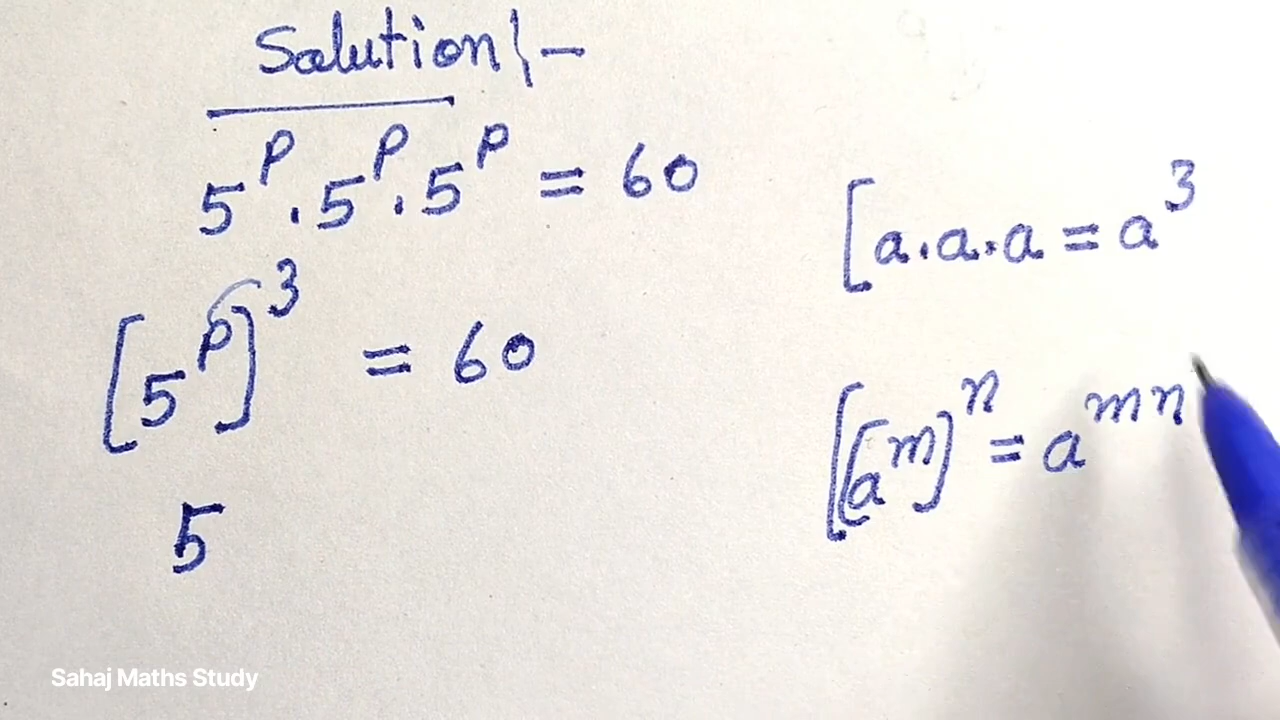 Solution :-
5^p . 5^p . 5^p = 60
[a.a.a = a^3
[5^p]^3 = 60
[(a^m)^n = a^mn
5
Sahaj Maths Study